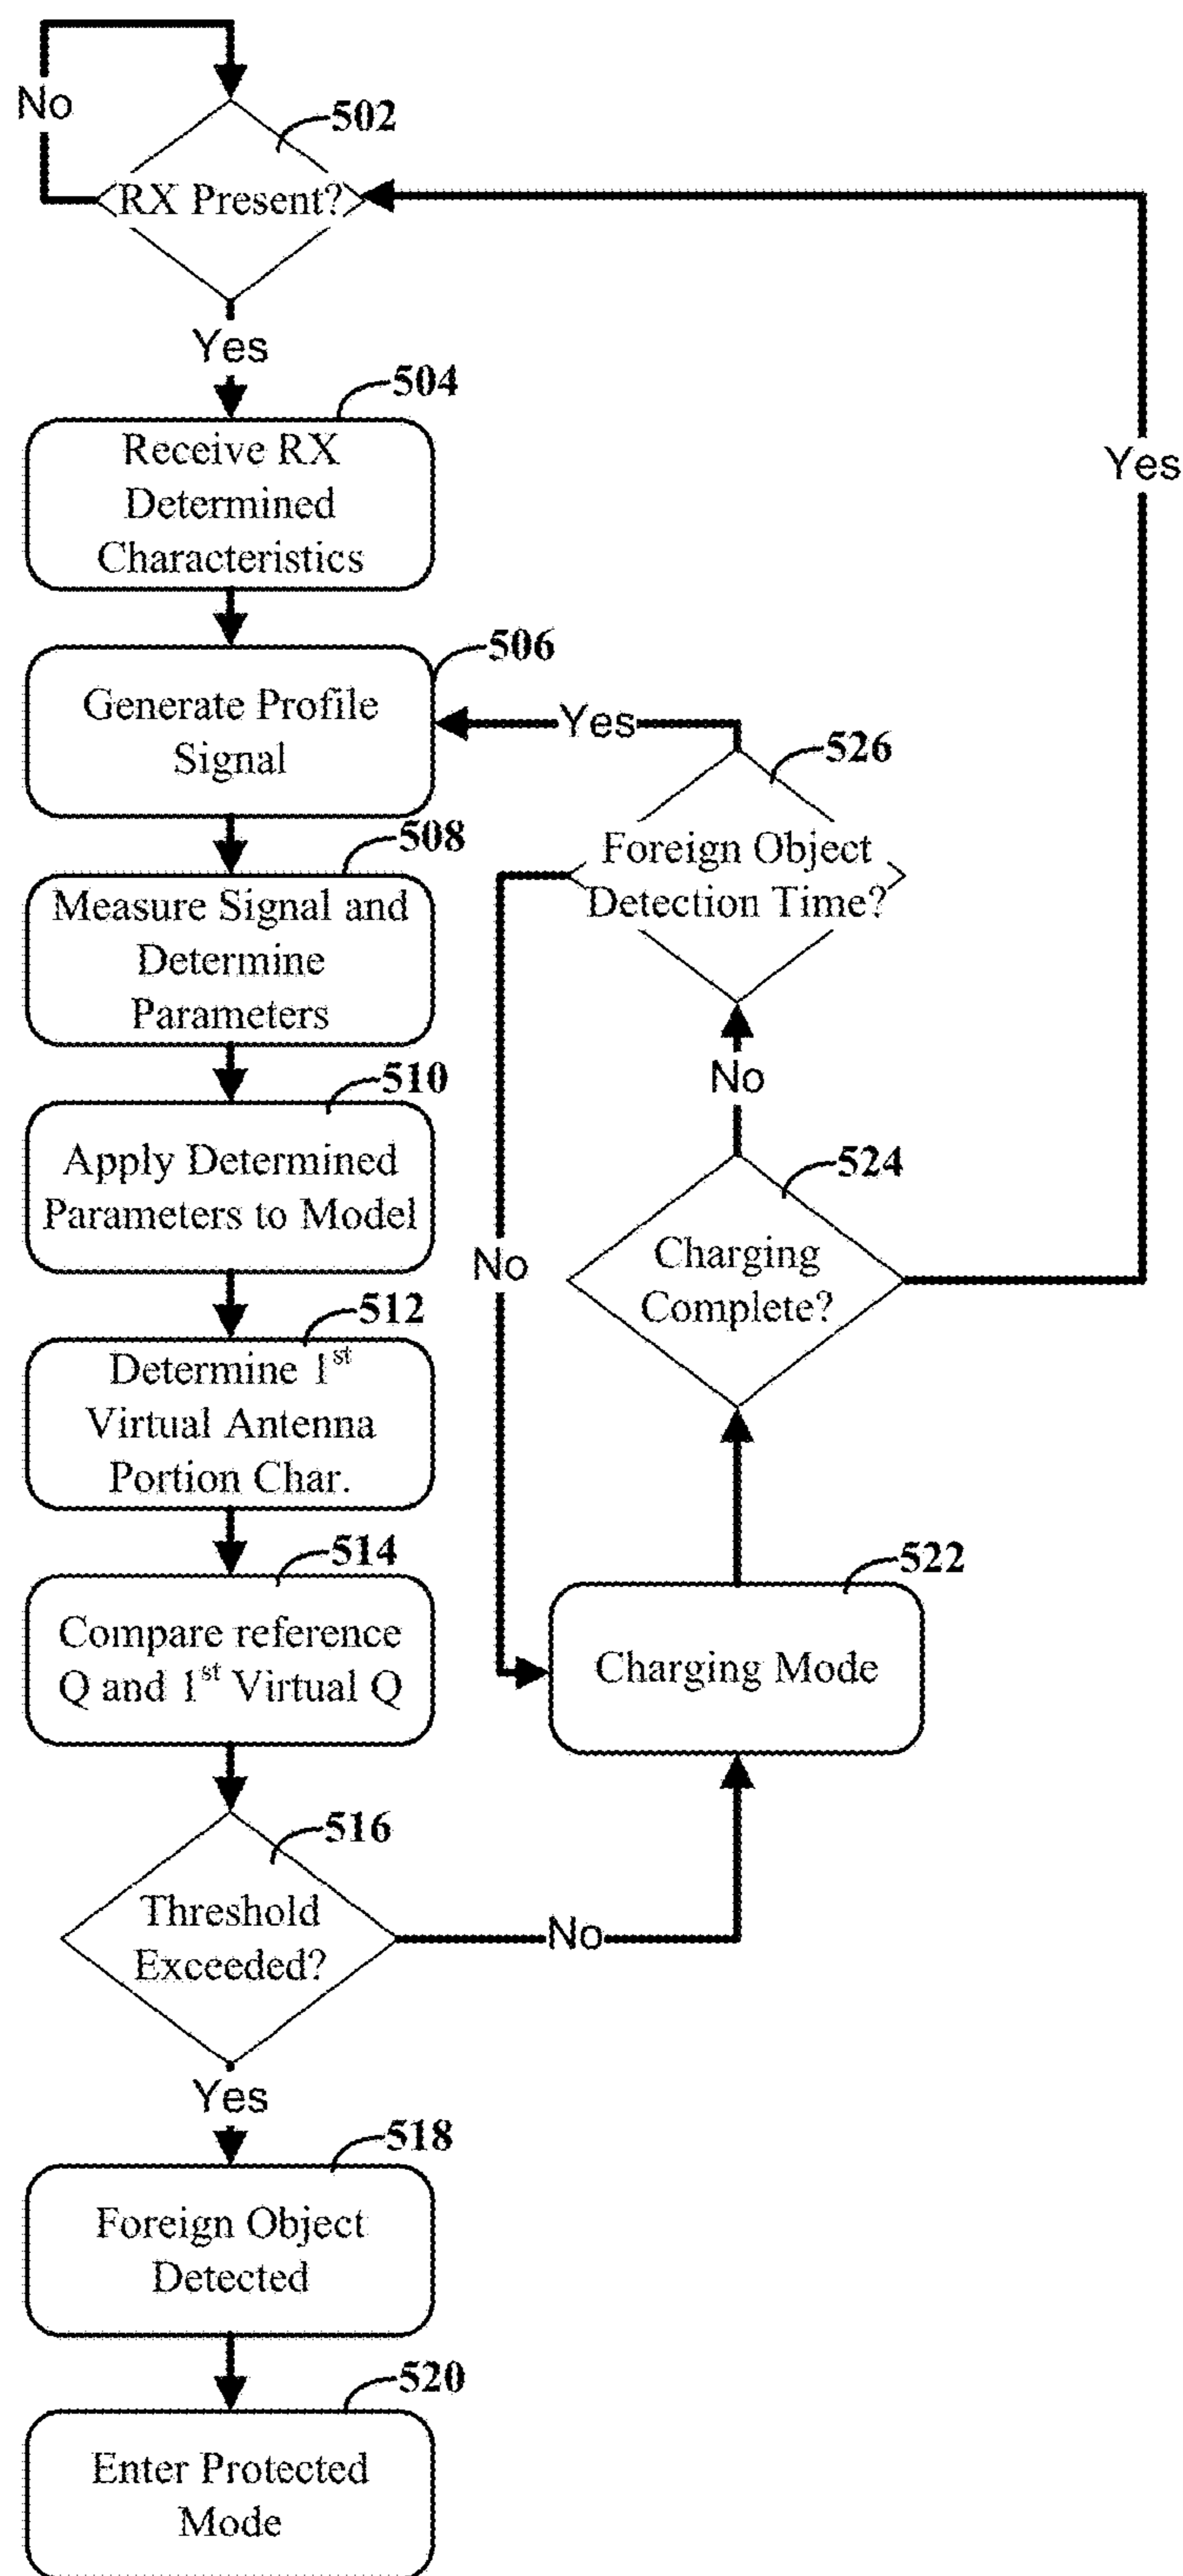 No
502
RX Present?
Yes
504
Receive RX
Determined
Characteristics
506
Generate Profile
Signal
Yes
526
Foreign Object
Detection Time?
508
Measure Signal and
Determine
Parameters
No
510
Apply Determined
Parameters to Model
524
Charging
Complete?
Yes
No
512
Determine 1st
Virtual Antenna
Portion Char.
514
Compare reference
Q and 1st Virtual Q
522
Charging Mode
516
Threshold
Exceeded?
No
Yes
518
Foreign Object
Detected
520
Enter Protected
Mode